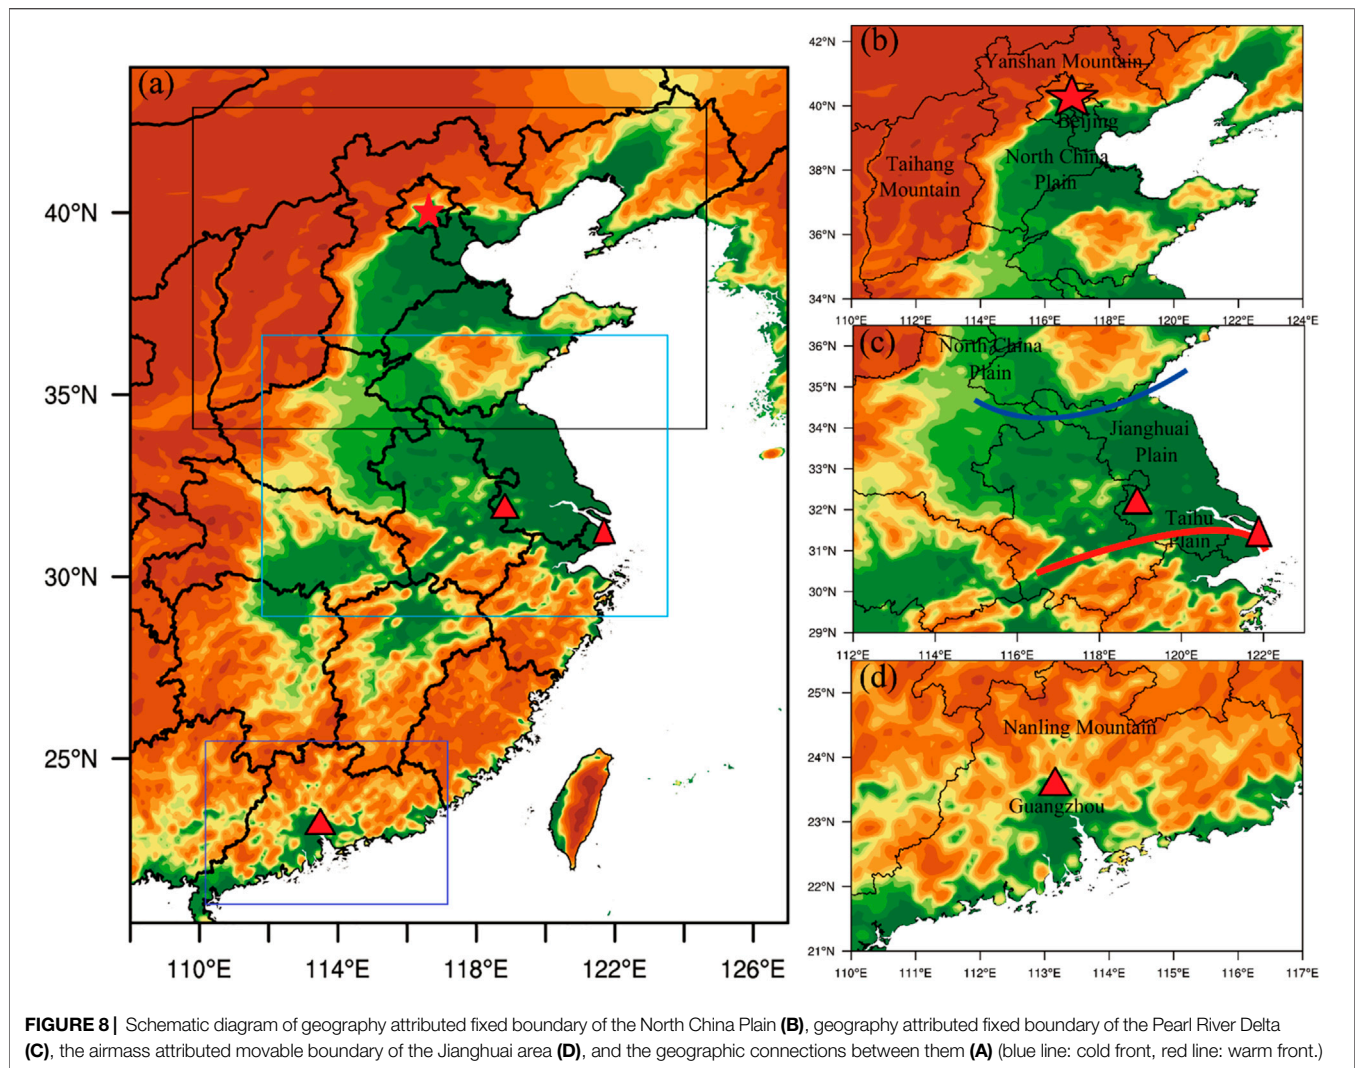 (a)
40°N
35°N
30°N
25°N
110°E 114°E 118°E 122°E 126°E
(b)
42°N
40°N
38°N
36°N
34°N
Yanshan Mountain
Beijing
Taihang
Mountain
North China
Plain
110°E 112°E 114°E 116°E 118°E 120°E 122°E 124°E
(c)
36°N
35°N
34°N
33°N
32°N
31°N
30°N
29°N
North China
Plain
Jianghuai
Plain
Taihu
Plain
112°E 114°E 116°E 118°E 120°E 122°E
(d)
25°N
24°N
23°N
22°N
21°N
Nanling Mountain
Guangzhou
110°E 111°E 112°E 113°E 114°E 115°E 116°E 117°E
FIGURE 8 | Schematic diagram of geography attributed fixed boundary of the North China Plain (B), geography attributed fixed boundary of the Pearl River Delta
(C), the airmass attributed movable boundary of the Jianghuai area (D), and the geographic connections between them (A) (blue line: cold front, red line: warm front.)